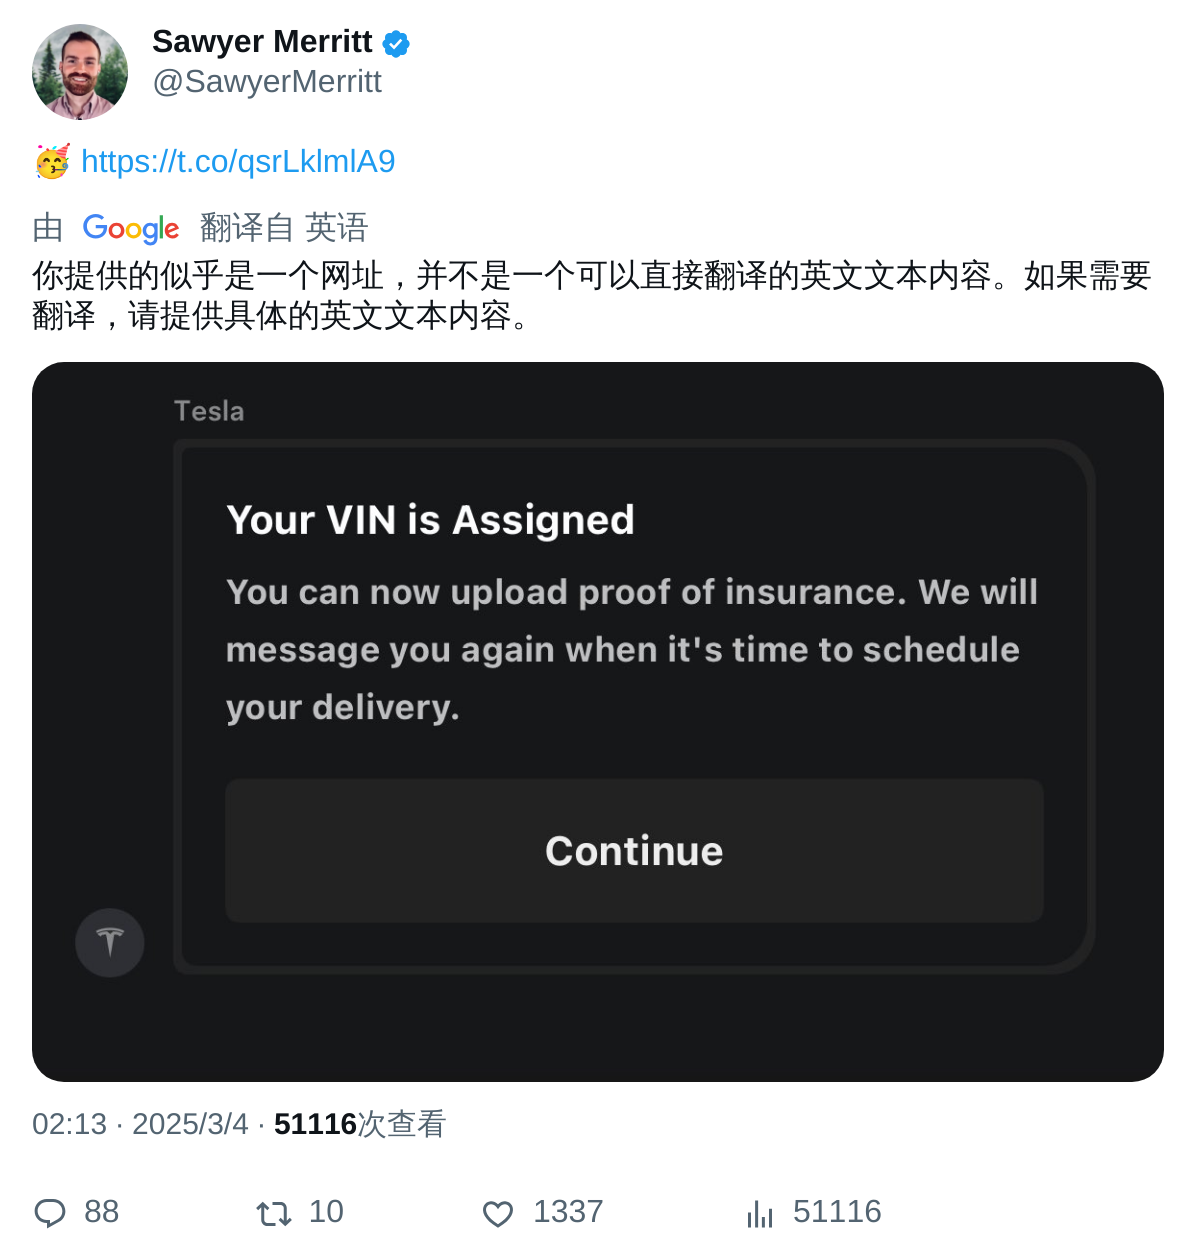 Sawyer Merritt
@SawyerMerritt
🥳 https://t.co/qsrLklmlA9
由 Google 翻译自 英语
你提供的似乎是一个网址，并不是一个可以直接翻译的英文文本内容。如果需要
翻译，请提供具体的英文文本内容。
Tesla
Your VIN is Assigned
You can now upload proof of insurance. We will
message you again when it's time to schedule
your delivery.
Continue
02:13 · 2025/3/4 · 51116次查看
88 10 1337 51116